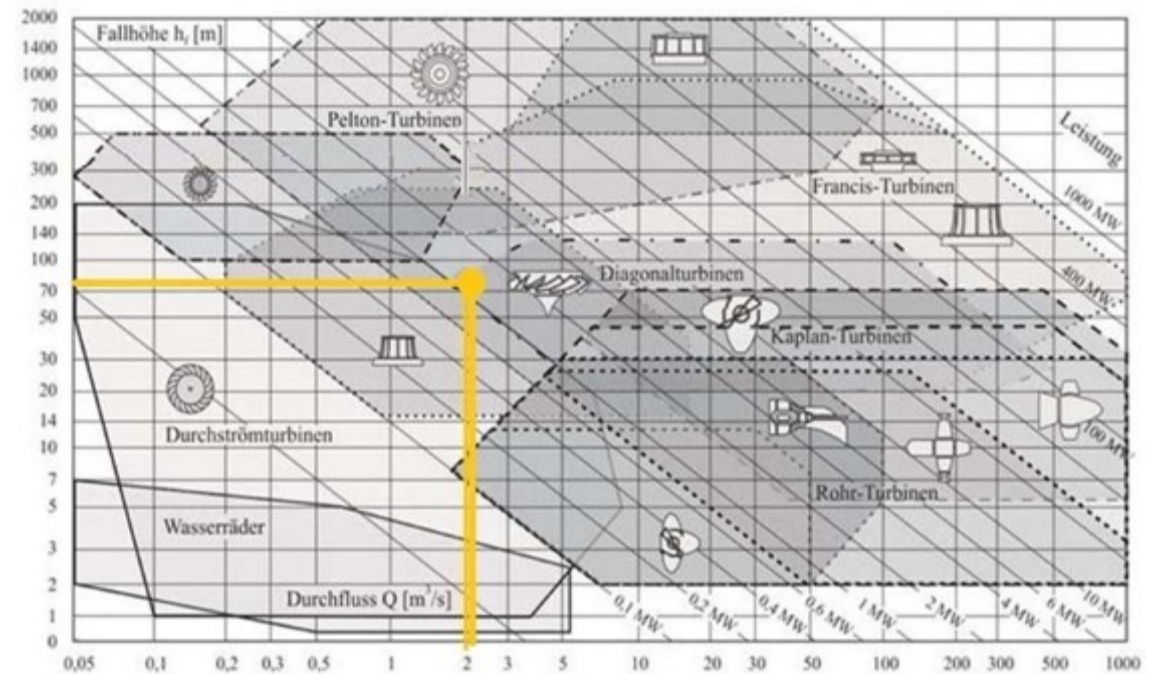 2000
Fallhöhe hf [m]
1400
1000
700
Pelton-Turbinen
500
Leistung
300
Francis-Turbinen
200
1000 MW
140
100
Diagonalturbinen
400 MW
70
50
Kaplan-Turbinen
30
20
14
Durchströmturbinen
100 MW
10
7
Rohr-Turbinen
5
Wasserräder
3
2
Durchfluss Q [m³/s]
0,1 MW 0,2 MW 0,4 MW 0,6 MW 1 MW 2 MW 4 MW 6 MW 10 MW
1
0
0,05 0,1 0,2 0,3 0,5 1 2 3 5 10 20 30 50 100 200 300 500 1000